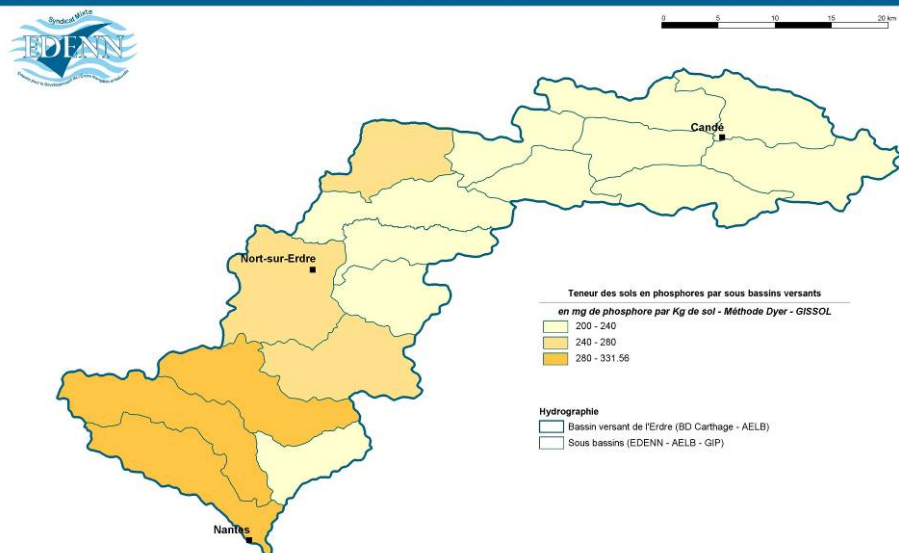 Syndicat Mixte
EDENN
0 5 10 15 20 km
Candé
Nort-sur-Erdre
Nantes
Teneur des sols en phosphores par sous bassins versants
en mg de phosphore par Kg de sol - Méthode Dyer - GISSOL
200 - 240
240 - 280
280 - 331.56
Hydrographie
Bassin versant de l'Erdre (BD Carthage - AELB)
Sous bassins (EDENN - AELB - GIP)